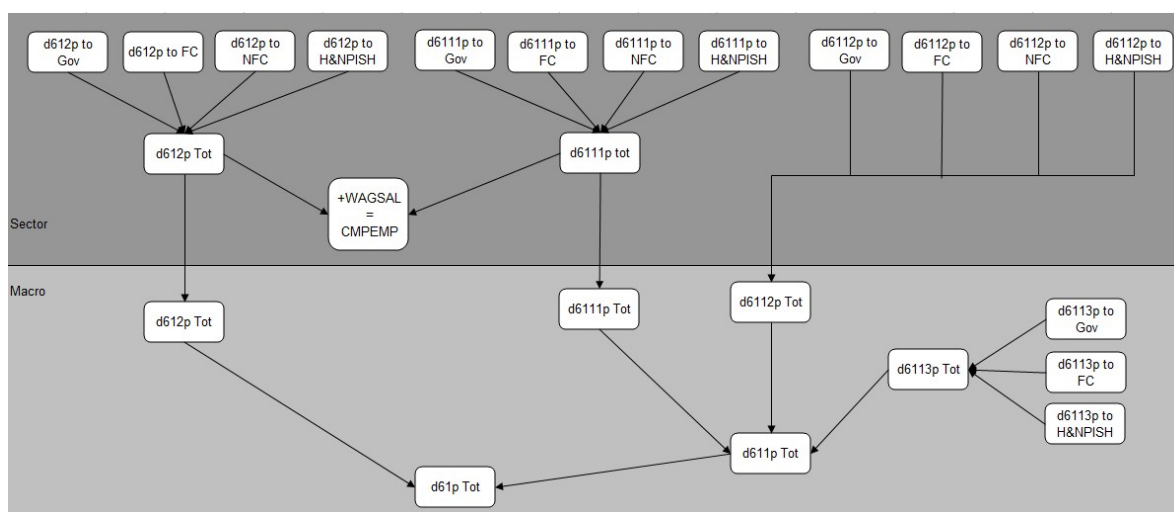 d612p to
Gov
d612p to FC
d612p to
NFC
d612p to
H&NPISH
d6111p to
Gov
d6111p to
FC
d6111p to
NFC
d6111p to
H&NPISH
d6112p to
Gov
d6112p to
FC
d6112p to
NFC
d6112p to
H&NPISH
d612p Tot
d6111p tot
+WAGSAL
=
CMPEMP
Sector
Macro
d612p Tot
d6111p Tot
d6112p Tot
d6113p to
Gov
d6113p Tot
d6113p to
FC
d6113p to
H&NPISH
d611p Tot
d61p Tot